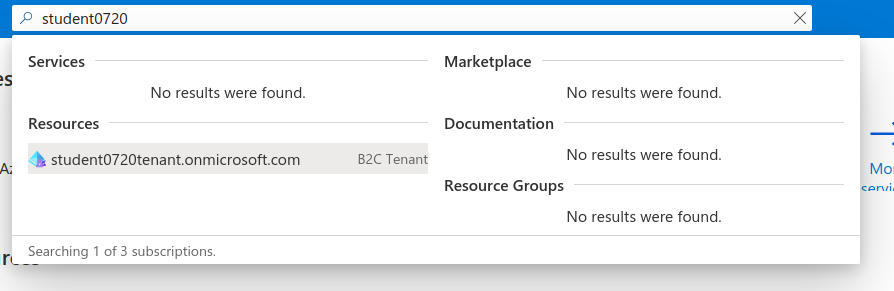 student0720
Services
No results were found.
Resources
student0720tenant.onmicrosoft.com B2C Tenant
Marketplace
No results were found.
Documentation
No results were found.
Resource Groups
No results were found.
Searching 1 of 3 subscriptions.